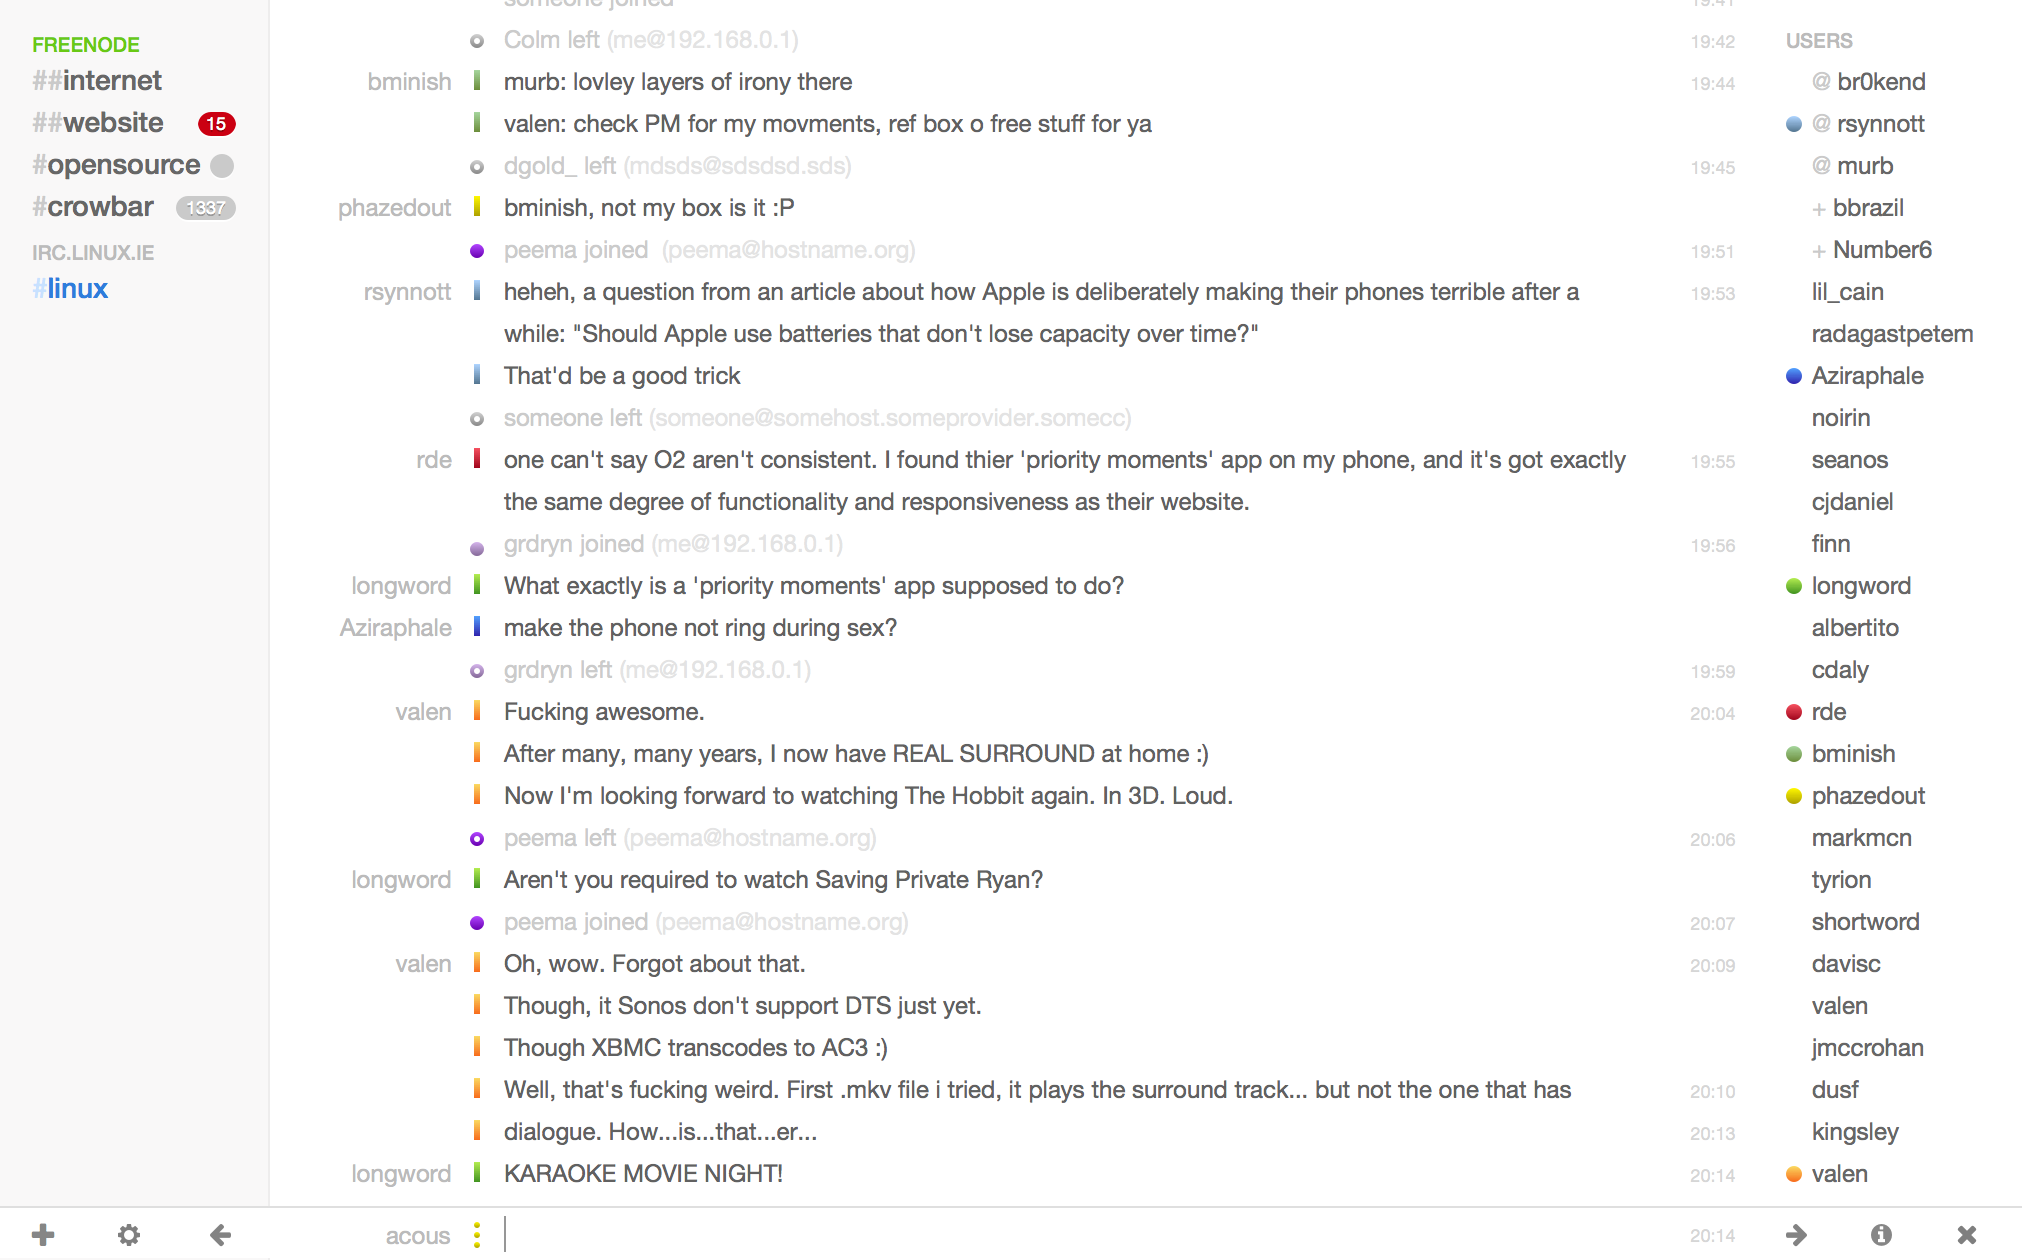 FREENODE
##internet
##website 15
#opensource
#crowbar 1337
IRC.LINUX.IE
#linux
someone joined 19:41
Colm left (me@192.168.0.1) 19:42
bminish murb: lovley layers of irony there 19:44
valen: check PM for my movments, ref box o free stuff for ya
dgold_ left (mdsds@sdsdsd.sds) 19:45
phazedout bminish, not my box is it :P
peema joined (peema@hostname.org) 19:51
rsynnott heheh, a question from an article about how Apple is deliberately making their phones terrible after a 19:53
while: "Should Apple use batteries that don't lose capacity over time?"
That'd be a good trick
someone left (someone@somehost.someprovider.somecc)
rde one can't say O2 aren't consistent. I found thier 'priority moments' app on my phone, and it's got exactly 19:55
the same degree of functionality and responsiveness as their website.
grdryn joined (me@192.168.0.1) 19:56
longword What exactly is a 'priority moments' app supposed to do?
Aziraphale make the phone not ring during sex?
grdryn left (me@192.168.0.1) 19:59
valen Fucking awesome. 20:04
After many, many years, I now have REAL SURROUND at home :)
Now I'm looking forward to watching The Hobbit again. In 3D. Loud.
peema left (peema@hostname.org) 20:06
longword Aren't you required to watch Saving Private Ryan?
peema joined (peema@hostname.org) 20:07
valen Oh, wow. Forgot about that. 20:09
Though, it Sonos don't support DTS just yet.
Though XBMC transcodes to AC3 :)
Well, that's fucking weird. First .mkv file i tried, it plays the surround track... but not the one that has 20:10
dialogue. How...is...that...er... 20:13
longword KARAOKE MOVIE NIGHT! 20:14
acous 20:14
USERS
@ br0kend
@ rsynnott
@ murb
+ bbrazil
+ Number6
lil_cain
radagastpetem
Aziraphale
noirin
seanos
cjdaniel
finn
longword
albertito
cdaly
rde
bminish
phazedout
markmcn
tyrion
shortword
davisc
valen
jmccrohan
dusf
kingsley
valen